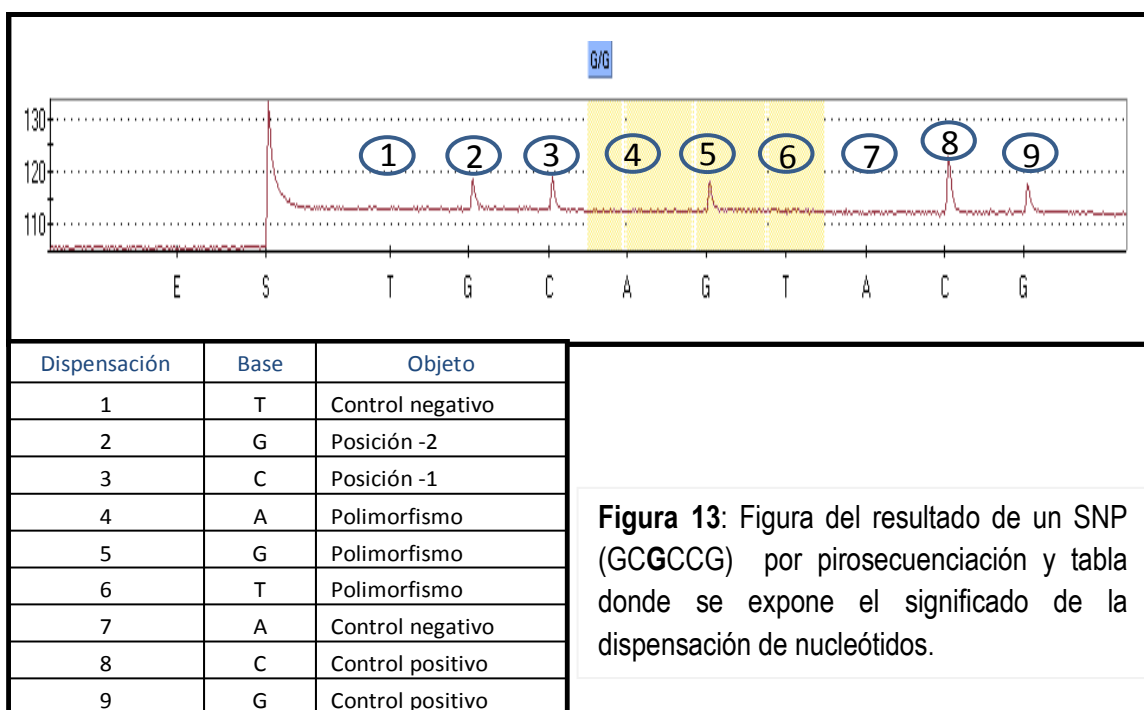 G/G
130
120
110
1 2 3 4 5 6 7 8 9
E S T G C A G T A C G
Dispensación Base Objeto
1 T Control negativo
2 G Posición -2
3 C Posición -1
4 A Polimorfismo
5 G Polimorfismo
6 T Polimorfismo
7 A Control negativo
8 C Control positivo
9 G Control positivo
Figura 13: Figura del resultado de un SNP
(GCGCCG) por pirosecuenciación y tabla
donde se expone el significado de la
dispensación de nucleótidos.